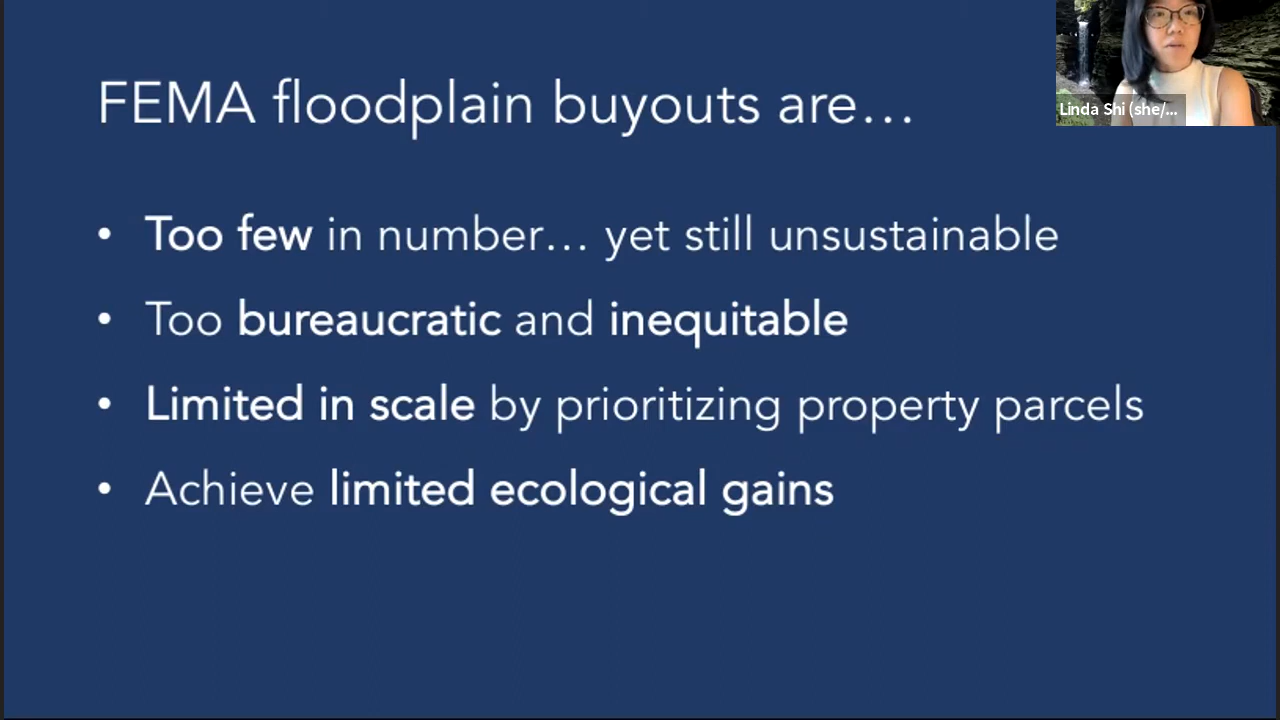 FEMA floodplain buyouts are…
• Too few in number… yet still unsustainable
• Too bureaucratic and inequitable
• Limited in scale by prioritizing property parcels
• Achieve limited ecological gains
Linda Shi (she/...